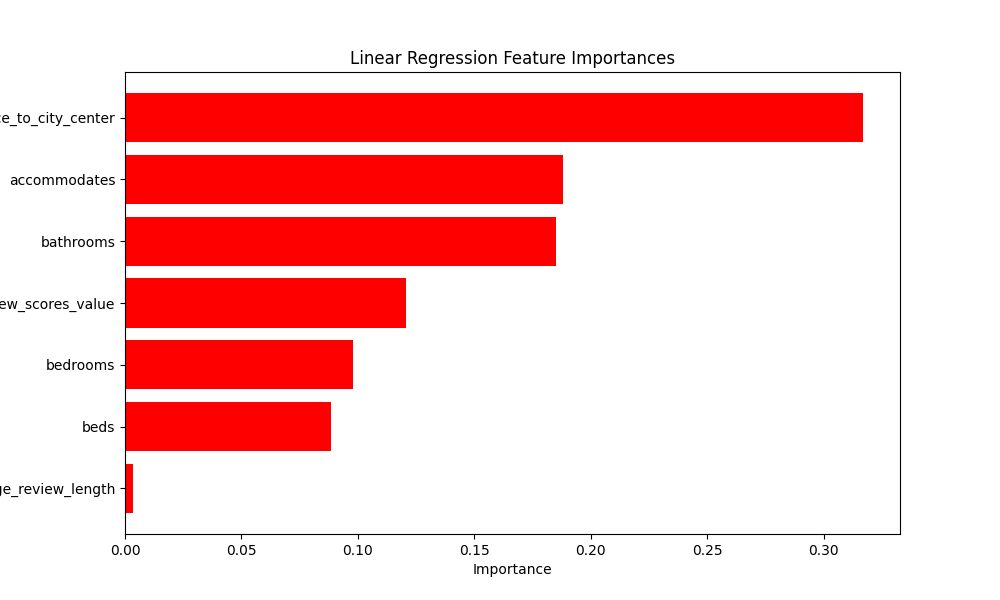 Linear Regression Feature Importances
ce_to_city_center
accommodates
bathrooms
ew_scores_value
bedrooms
beds
ge_review_length
0.00 0.05 0.10 0.15 0.20 0.25 0.30
Importance